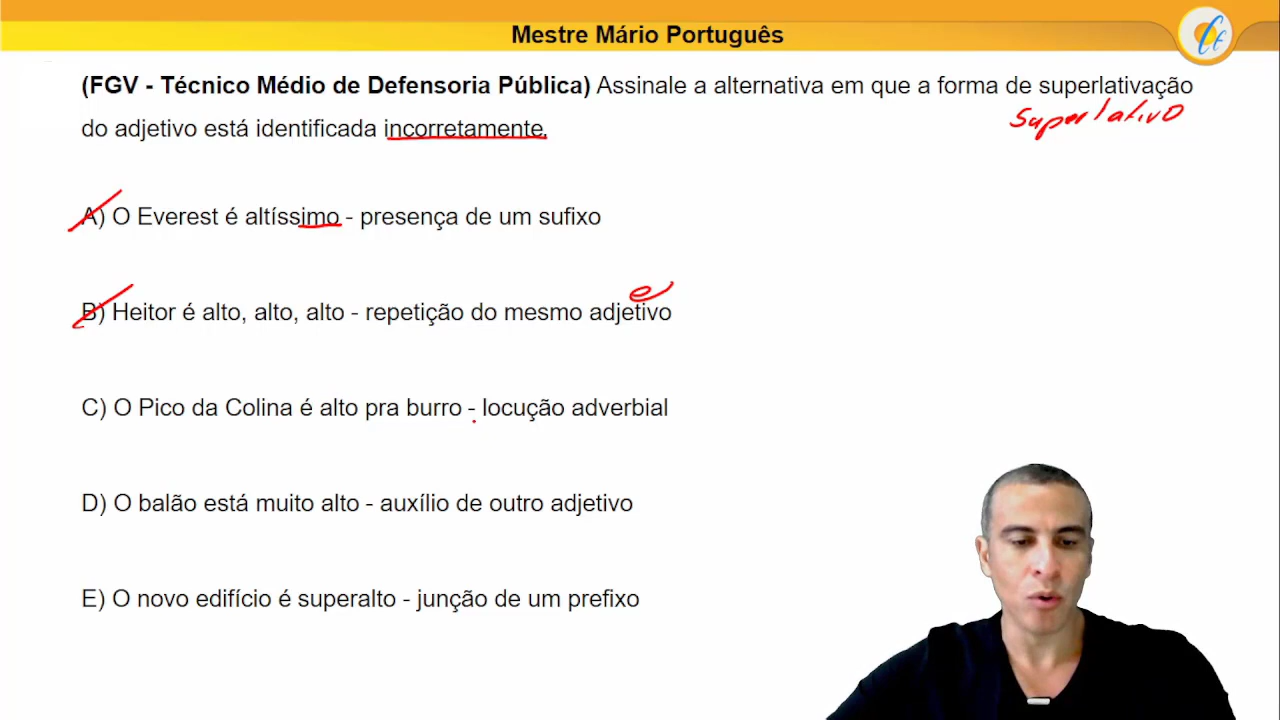 Mestre Mário Português
(FGV - Técnico Médio de Defensoria Pública) Assinale a alternativa em que a forma de superlativação
superlativo
do adjetivo está identificada incorretamente.
A) O Everest é altíssimo - presença de um sufixo
B) Heitor é alto, alto, alto - repetição do mesmo adjetivo
C) O Pico da Colina é alto pra burro - locução adverbial
D) O balão está muito alto - auxílio de outro adjetivo
E) O novo edifício é superalto - junção de um prefixo